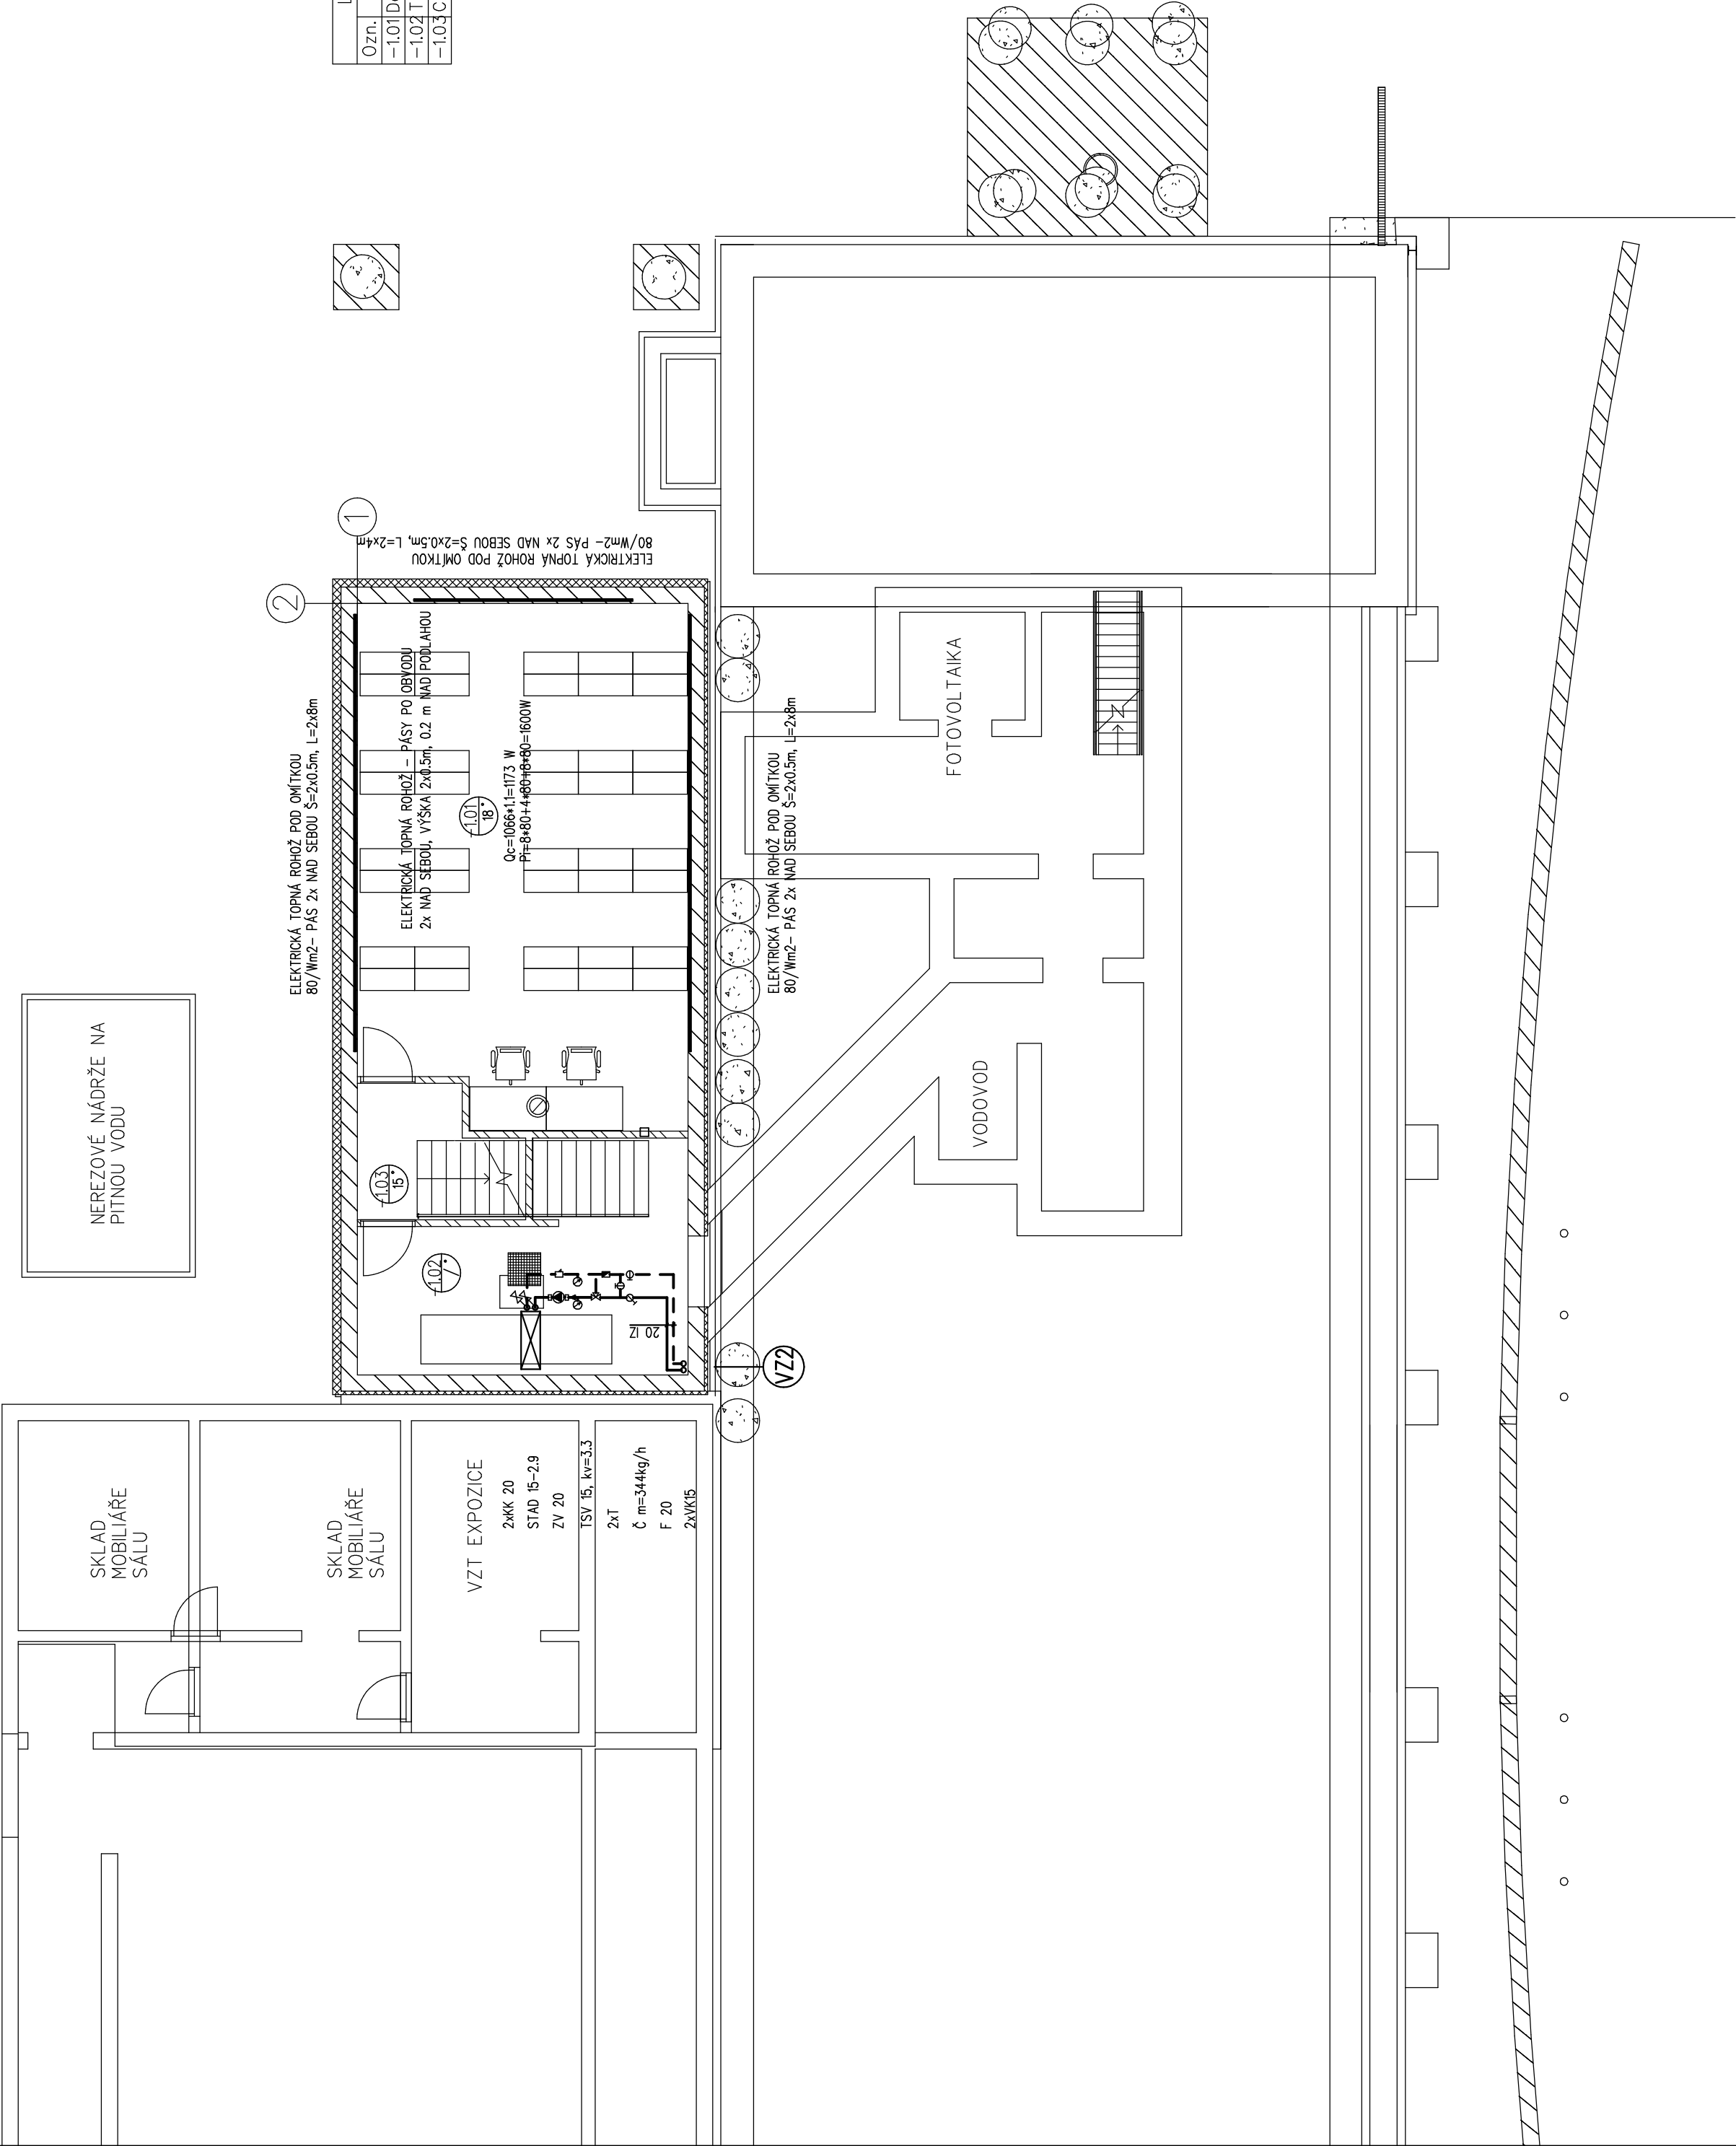 Ozn.
-1.01
-1.02
-1.03
1
2
ELEKTRICKÁ TOPNÁ ROHOŽ POD OMÍTKOU
80/Wm2- PÁS 2x NAD SEBOU Š=2x0.5m, L=2x4m
ELEKTRICKÁ TOPNÁ ROHOŽ POD OMÍTKOU
80/Wm2- PÁS 2x NAD SEBOU Š=2x0.5m, L=2x8m
ELEKTRICKÁ TOPNÁ ROHOŽ - PÁSY PO OBVODU
2x NAD SEBOU, VÝŠKA 2x0.5m, 0.2 m NAD PODLAHOU
-1.01
18°
Qc=1066*1.1=1173 W
Pi=8*80+4*80+8*80=1600W
ELEKTRICKÁ TOPNÁ ROHOŽ POD OMÍTKOU
80/Wm2- PÁS 2x NAD SEBOU Š=2x0.5m, L=2x8m
FOTOVOLTAIKA
VODOVOD
NEREZOVÉ NÁDRŽE NA
PITNOU VODU
-1.03
15°
-1.02
/°
20 IZ
VZ2
SKLAD
MOBILIÁŘE
SÁLU
SKLAD
MOBILIÁŘE
SÁLU
VZT EXPOZICE
2xKK 20
STAD 15-2.9
ZV 20
TSV 15, kv=3.3
2xT
Č m=344kg/h
F 20
2xVK15